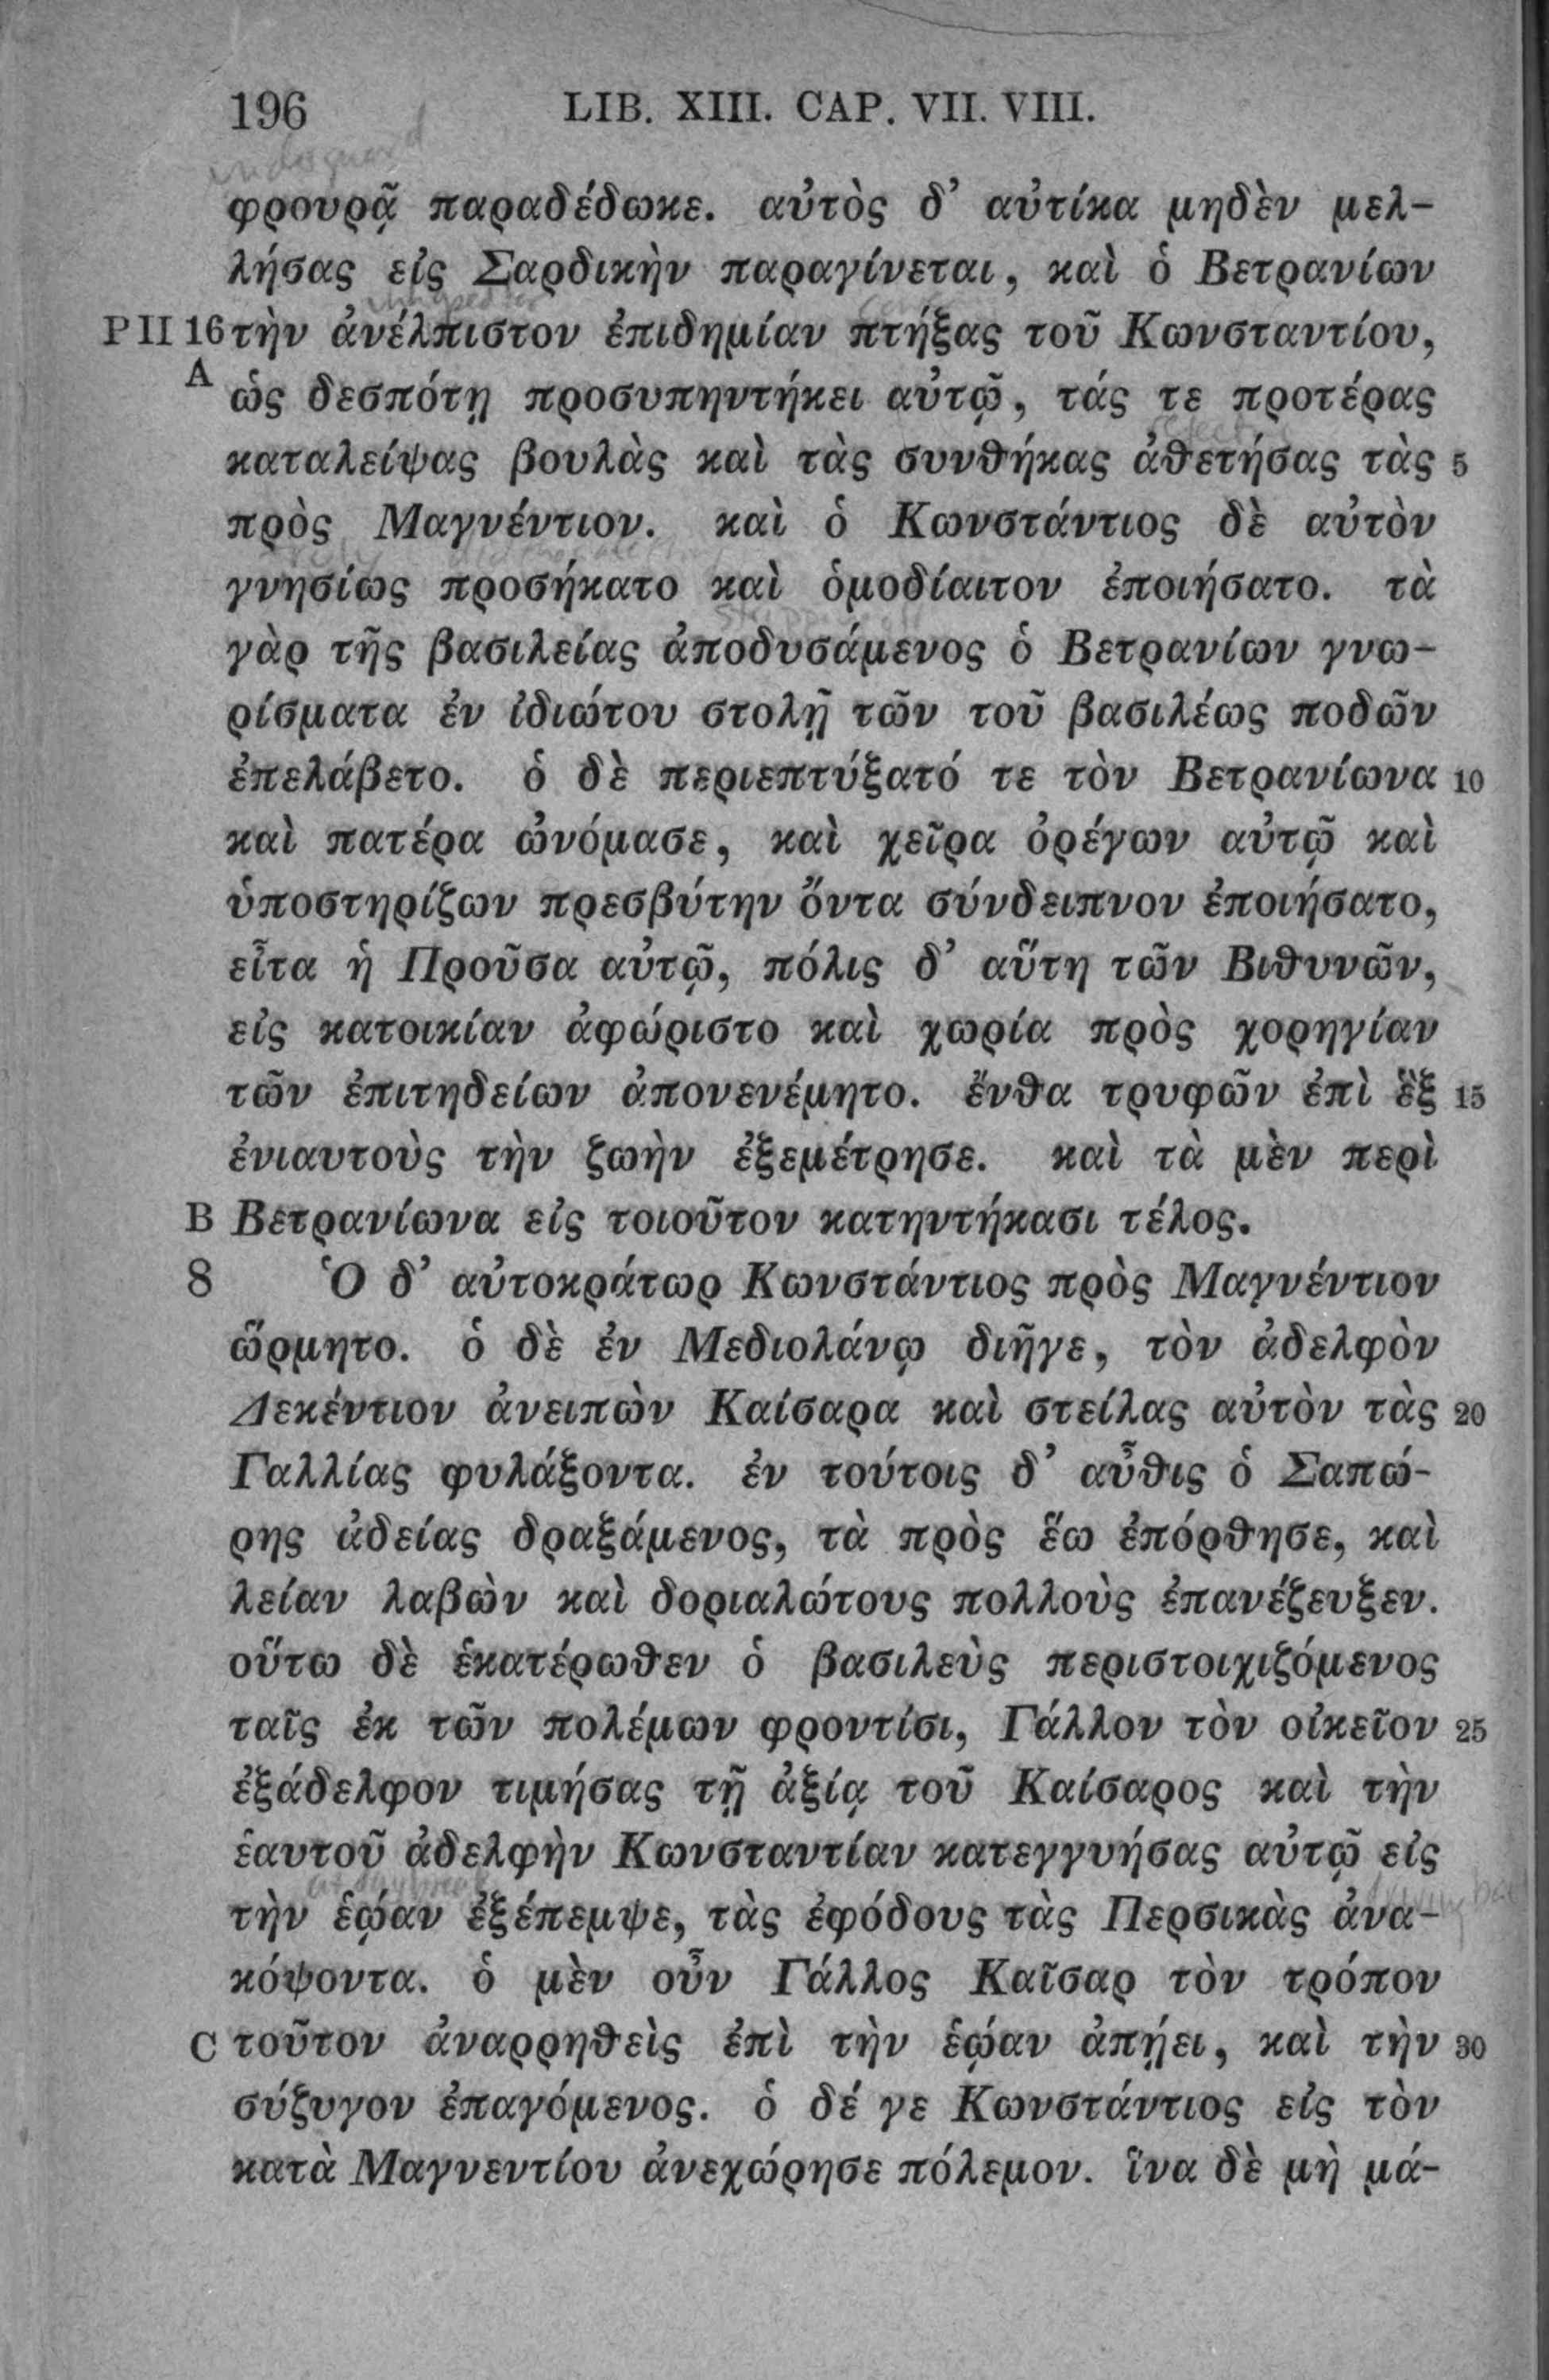 196 LIB. XIII. CAP. VII. VIII.
φρουρᾷ παραδέδωκε. αὐτὸς δ’ αὐτίκα μηδὲν μελ-
λήσας εἰς Σαρδικὴν παραγίνεται, καὶ ὁ Βετρανίων
P II 16 τὴν ἀνέλπιστον ἐπιδημίαν πτήξας τοῦ Κωνσταντίου,
A ὡς δεσπότῃ προσυπηντήκει αὐτῷ, τάς τε προτέρας
καταλείψας βουλὰς καὶ τὰς συνθήκας ἀθετήσας τὰς 5
πρὸς Μαγνέντιον. καὶ ὁ Κωνστάντιος δὲ αὐτὸν
γνησίως προσήκατο καὶ ὁμοδίαιτον ἐποιήσατο. τὰ
γὰρ τῆς βασιλείας ἀποδυσάμενος ὁ Βετρανίων γνω-
ρίσματα ἐν ἰδιώτου στολῇ τῶν τοῦ βασιλέως ποδῶν
ἐπελάβετο. ὁ δὲ περιεπτύξατό τε τὸν Βετρανίωνα 10
καὶ πατέρα ὠνόμασε, καὶ χεῖρα ὀρέγων αὐτῷ καὶ
ὑποστηρίζων πρεσβύτην ὄντα σύνδειπνον ἐποιήσατο,
εἶτα ἡ Προῦσα αὐτῷ, πόλις δ’ αὕτη τῶν Βιθυνῶν,
εἰς κατοικίαν ἀφώριστο καὶ χωρία πρὸς χορηγίαν
τῶν ἐπιτηδείων ἀπονενέμητο. ἔνθα τρυφῶν ἐπὶ ἓξ 15
ἐνιαυτοὺς τὴν ζωὴν ἐξεμέτρησε. καὶ τὰ μὲν περὶ
B Βετρανίωνα εἰς τοιοῦτον κατηντήκασι τέλος.
8 Ὁ δ’ αὐτοκράτωρ Κωνστάντιος πρὸς Μαγνέντιον
ὥρμητο. ὁ δὲ ἐν Μεδιολάνῳ διῆγε, τὸν ἀδελφὸν
Δεκέντιον ἀνειπὼν Καίσαρα καὶ στείλας αὐτὸν τὰς 20
Γαλλίας φυλάξοντα. ἐν τούτοις δ’ αὖθις ὁ Σαπώ-
ρης ἀδείας δραξάμενος, τὰ πρὸς ἕω ἐπόρθησε, καὶ
λείαν λαβὼν καὶ δοριαλώτους πολλοὺς ἐπανέζευξεν.
οὕτω δὲ ἑκατέρωθεν ὁ βασιλεὺς περιστοιχιζόμενος
ταῖς ἐκ τῶν πολέμων φροντίσι, Γάλλον τὸν οἰκεῖον 25
ἐξάδελφον τιμήσας τῇ ἀξίᾳ τοῦ Καίσαρος καὶ τὴν
ἑαυτοῦ ἀδελφὴν Κωνσταντίαν κατεγγυήσας αὐτῷ εἰς
τὴν ἑῴαν ἐξέπεμψε, τὰς ἐφόδους τὰς Περσικὰς ἀνα-
κόψοντα. ὁ μὲν οὖν Γάλλος Καῖσαρ τὸν τρόπον
C τοῦτον ἀναρρηθεὶς ἐπὶ τὴν ἑῴαν ἀπῄει, καὶ τὴν 30
σύζυγον ἐπαγόμενος. ὁ δέ γε Κωνστάντιος εἰς τὸν
κατὰ Μαγνεντίου ἀνεχώρησε πόλεμον. ἵνα δὲ μὴ μά-